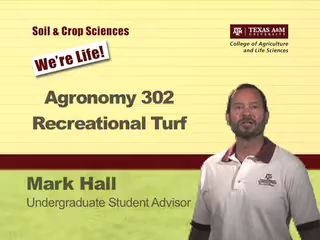 Soil & Crop Sciences
We're Life!
TEXAS A&M
UNIVERSITY
College of Agriculture
and Life Sciences
Agronomy 302
Recreational Turf
Mark Hall
Undergraduate Student Advisor